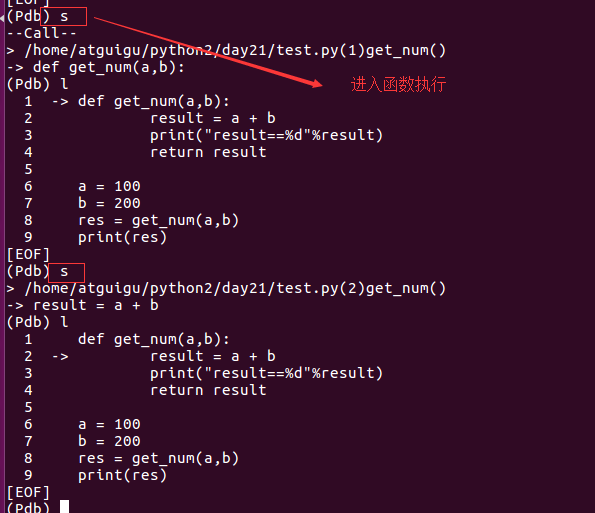 [EOF]
(Pdb) s
--Call--
> /home/atguigu/python2/day21/test.py(1)get_num()
-> def get_num(a,b):
(Pdb) l
进入函数执行
  1  -> def get_num(a,b):
  2             result = a + b
  3             print("result==%d"%result)
  4             return result
  5
  6     a = 100
  7     b = 200
  8     res = get_num(a,b)
  9     print(res)
[EOF]
(Pdb) s
> /home/atguigu/python2/day21/test.py(2)get_num()
-> result = a + b
(Pdb) l
  1     def get_num(a,b):
  2  ->         result = a + b
  3             print("result==%d"%result)
  4             return result
  5
  6     a = 100
  7     b = 200
  8     res = get_num(a,b)
  9     print(res)
[EOF]
(Pdb)